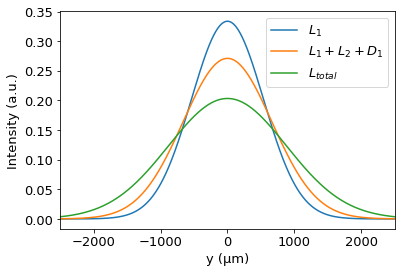 0.35
0.30
0.25
0.20
0.15
0.10
0.05
0.00
Intensity (a.u.)
−2000 −1000 0 1000 2000
y (μm)
L₁
L₁ + L₂ + D₁
Lₜₒₜₐₗ